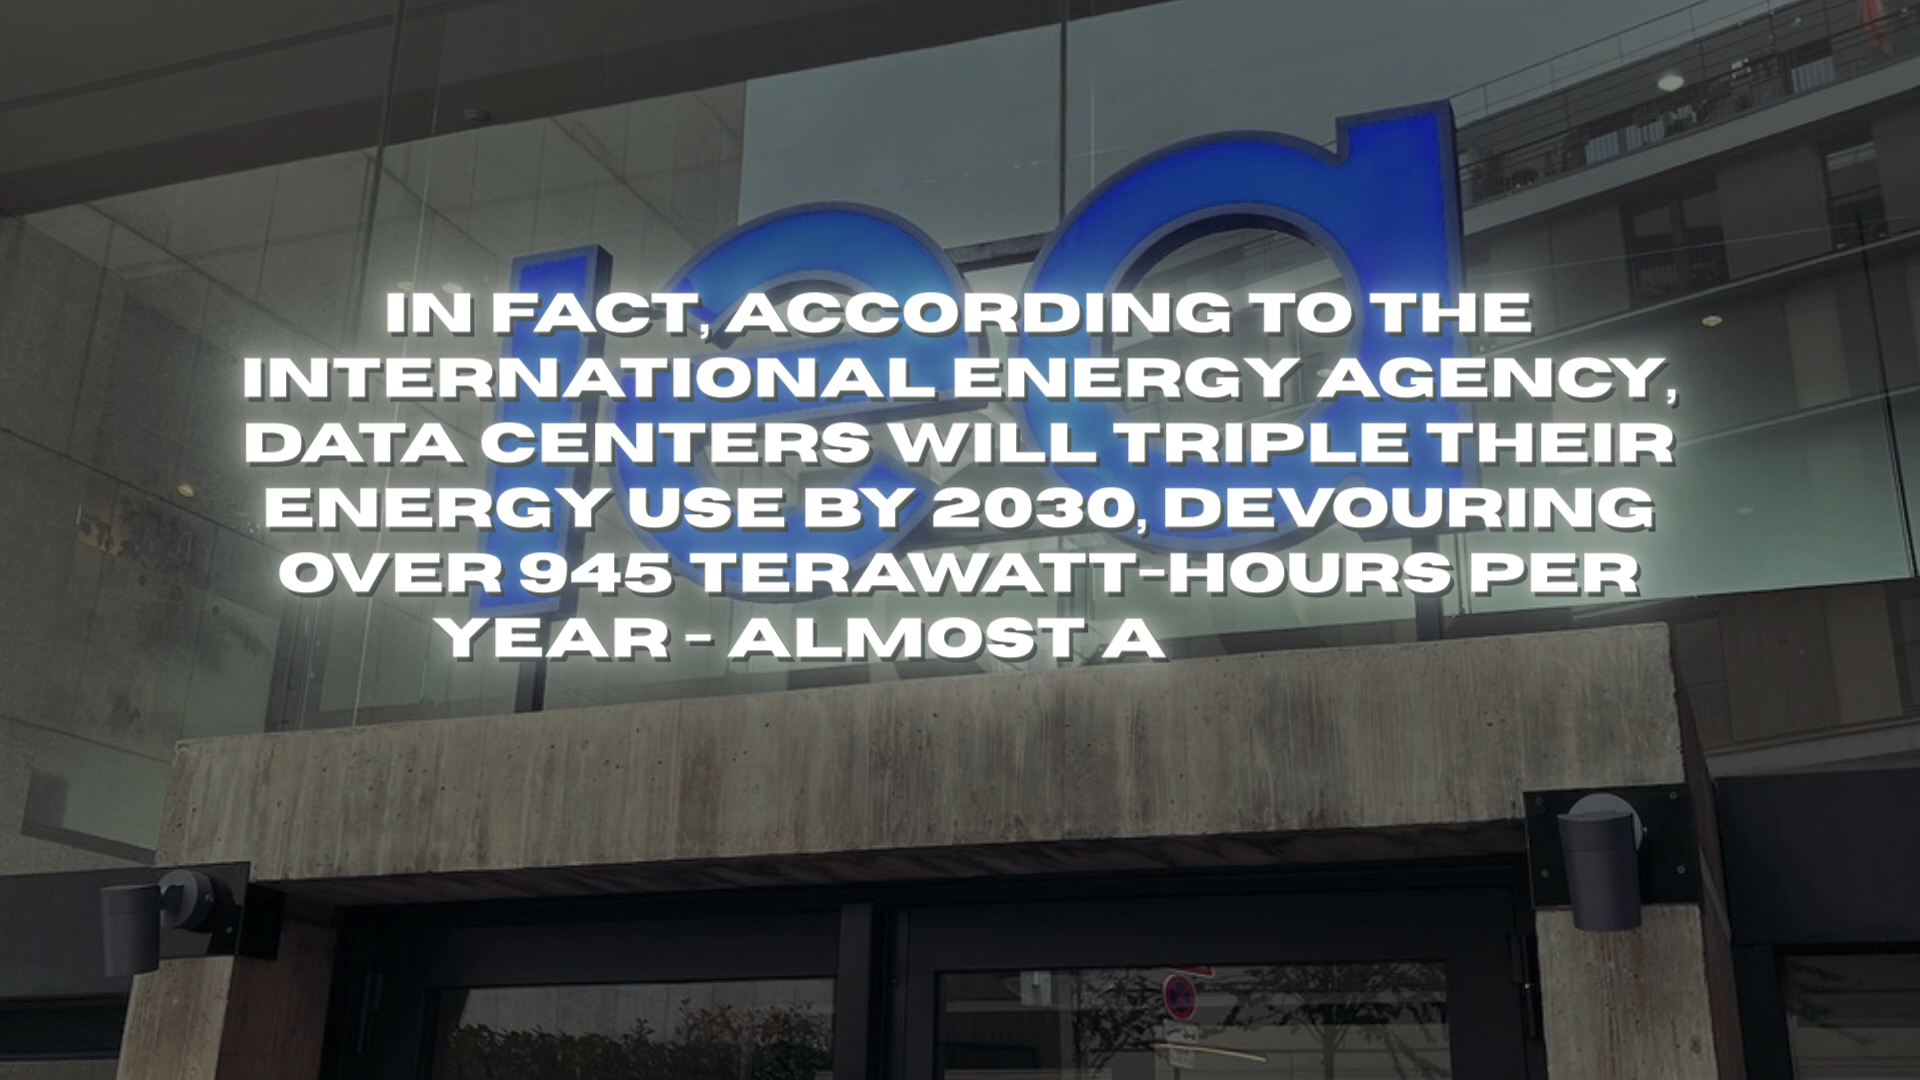 iea
IN FACT, ACCORDING TO THE
INTERNATIONAL ENERGY AGENCY,
DATA CENTERS WILL TRIPLE THEIR
ENERGY USE BY 2030, DEVOURING
OVER 945 TERAWATT-HOURS PER
YEAR - ALMOST A